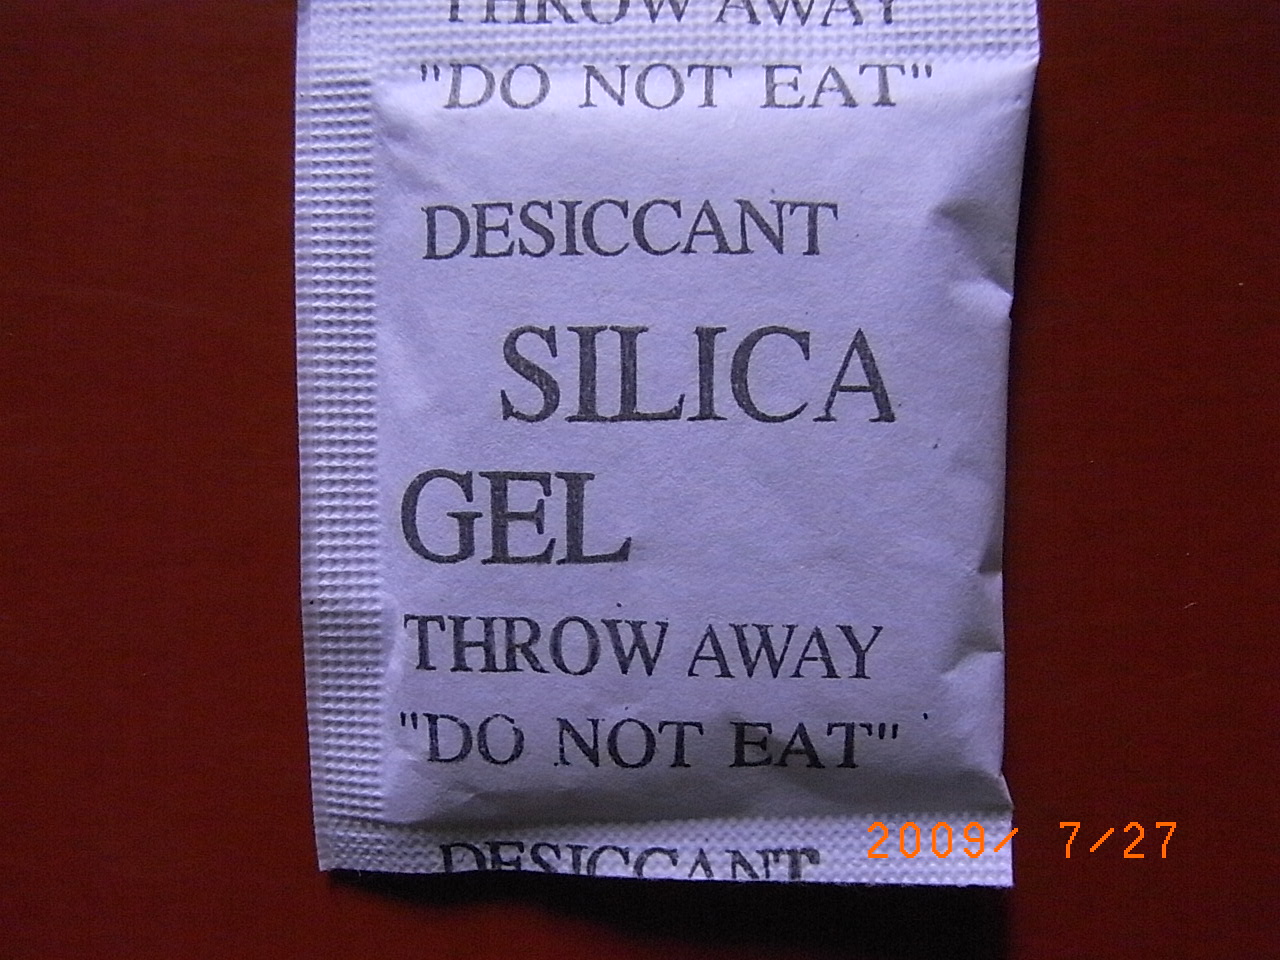 THROW AWAY
"DO NOT EAT"
DESICCANT
SILICA
GEL
THROW AWAY
"DO NOT EAT"
DESICCANT
2009/ 7/27